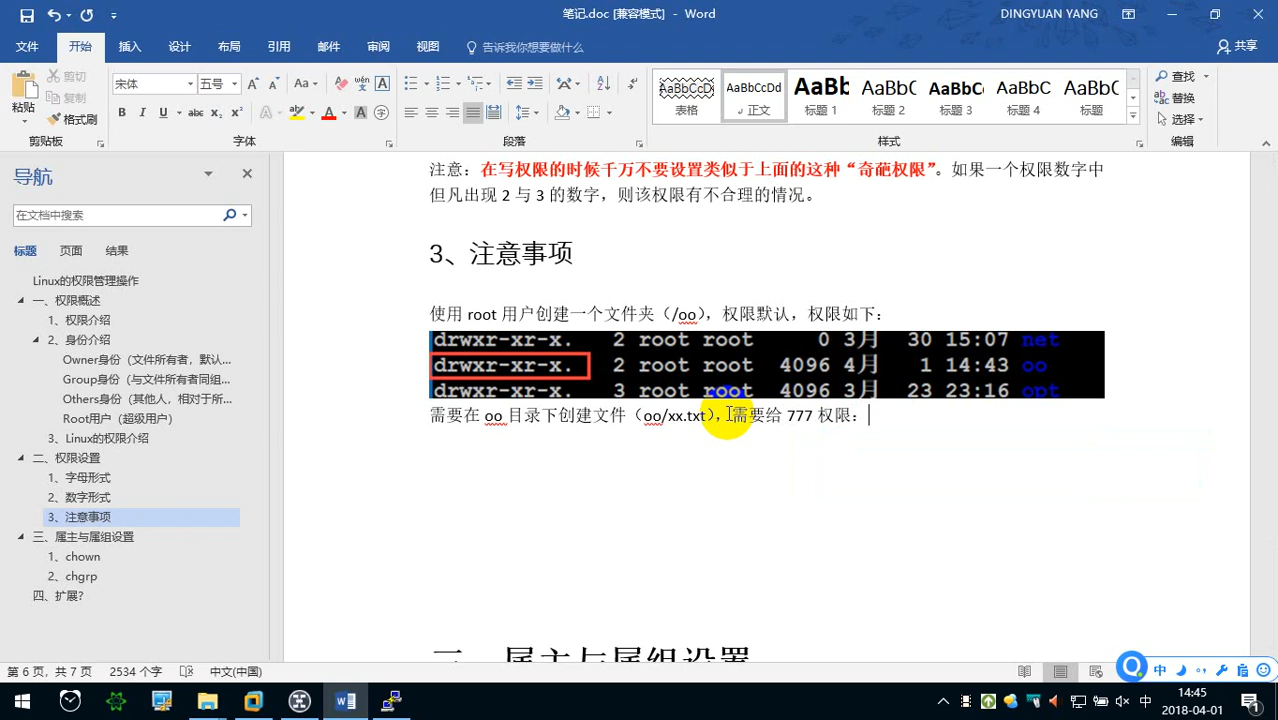 笔记.doc [兼容模式] - Word
DINGYUAN YANG
文件 开始 插入 设计 布局 引用 邮件 审阅 视图 告诉我你想要做什么 共享
粘贴
剪切
复制
格式刷
剪贴板
宋体 五号
字体
段落
AaBbCcDd
表格
AaBbCcDd
正文
AaBb
标题 1
AaBbC
标题 2
AaBbC
标题 3
AaBbC
标题 4
AaBbC
标题
样式
查找
替换
选择
编辑
导航
在文档中搜索
标题 页面 结果
Linux的权限管理操作
一、权限概述
1、权限介绍
2、身份介绍
Owner身份（文件所有者，默认...
Group身份（与文件所有者同组...
Others身份（其他人，相对于所...
Root用户（超级用户）
3、Linux的权限介绍
二、权限设置
1、字母形式
2、数字形式
3、注意事项
三、属主与属组设置
1、chown
2、chgrp
四、扩展?
注意：在写权限的时候千万不要设置类似于上面的这种“奇葩权限”。如果一个权限数字中
但凡出现 2 与 3 的数字，则该权限有不合理的情况。
3、注意事项
使用 root 用户创建一个文件夹（/oo），权限默认，权限如下：
drwxr-xr-x. 2 root root 0 3月 30 15:07 net
drwxr-xr-x. 2 root root 4096 4月 1 14:43 oo
drwxr-xr-x. 3 root root 4096 3月 23 23:16 opt
需要在 oo 目录下创建文件（oo/xx.txt），需要给 777 权限：
三、属主与属组设置
第 6 页，共 7 页 2534 个字 中文(中国)
中
中
14:45
2018-04-01
1